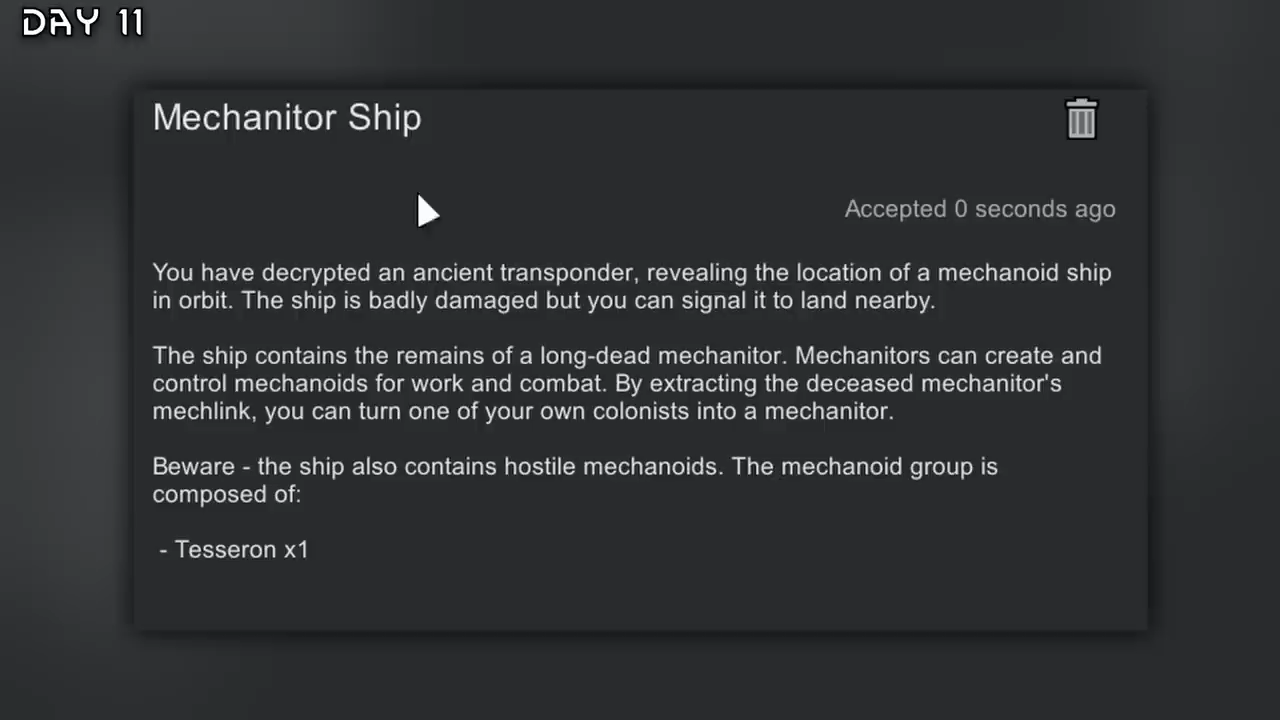 DAY 11
Mechanitor Ship
Accepted 0 seconds ago
You have decrypted an ancient transponder, revealing the location of a mechanoid ship
in orbit. The ship is badly damaged but you can signal it to land nearby.
The ship contains the remains of a long-dead mechanitor. Mechanitors can create and
control mechanoids for work and combat. By extracting the deceased mechanitor's
mechlink, you can turn one of your own colonists into a mechanitor.
Beware - the ship also contains hostile mechanoids. The mechanoid group is
composed of:
- Tesseron x1